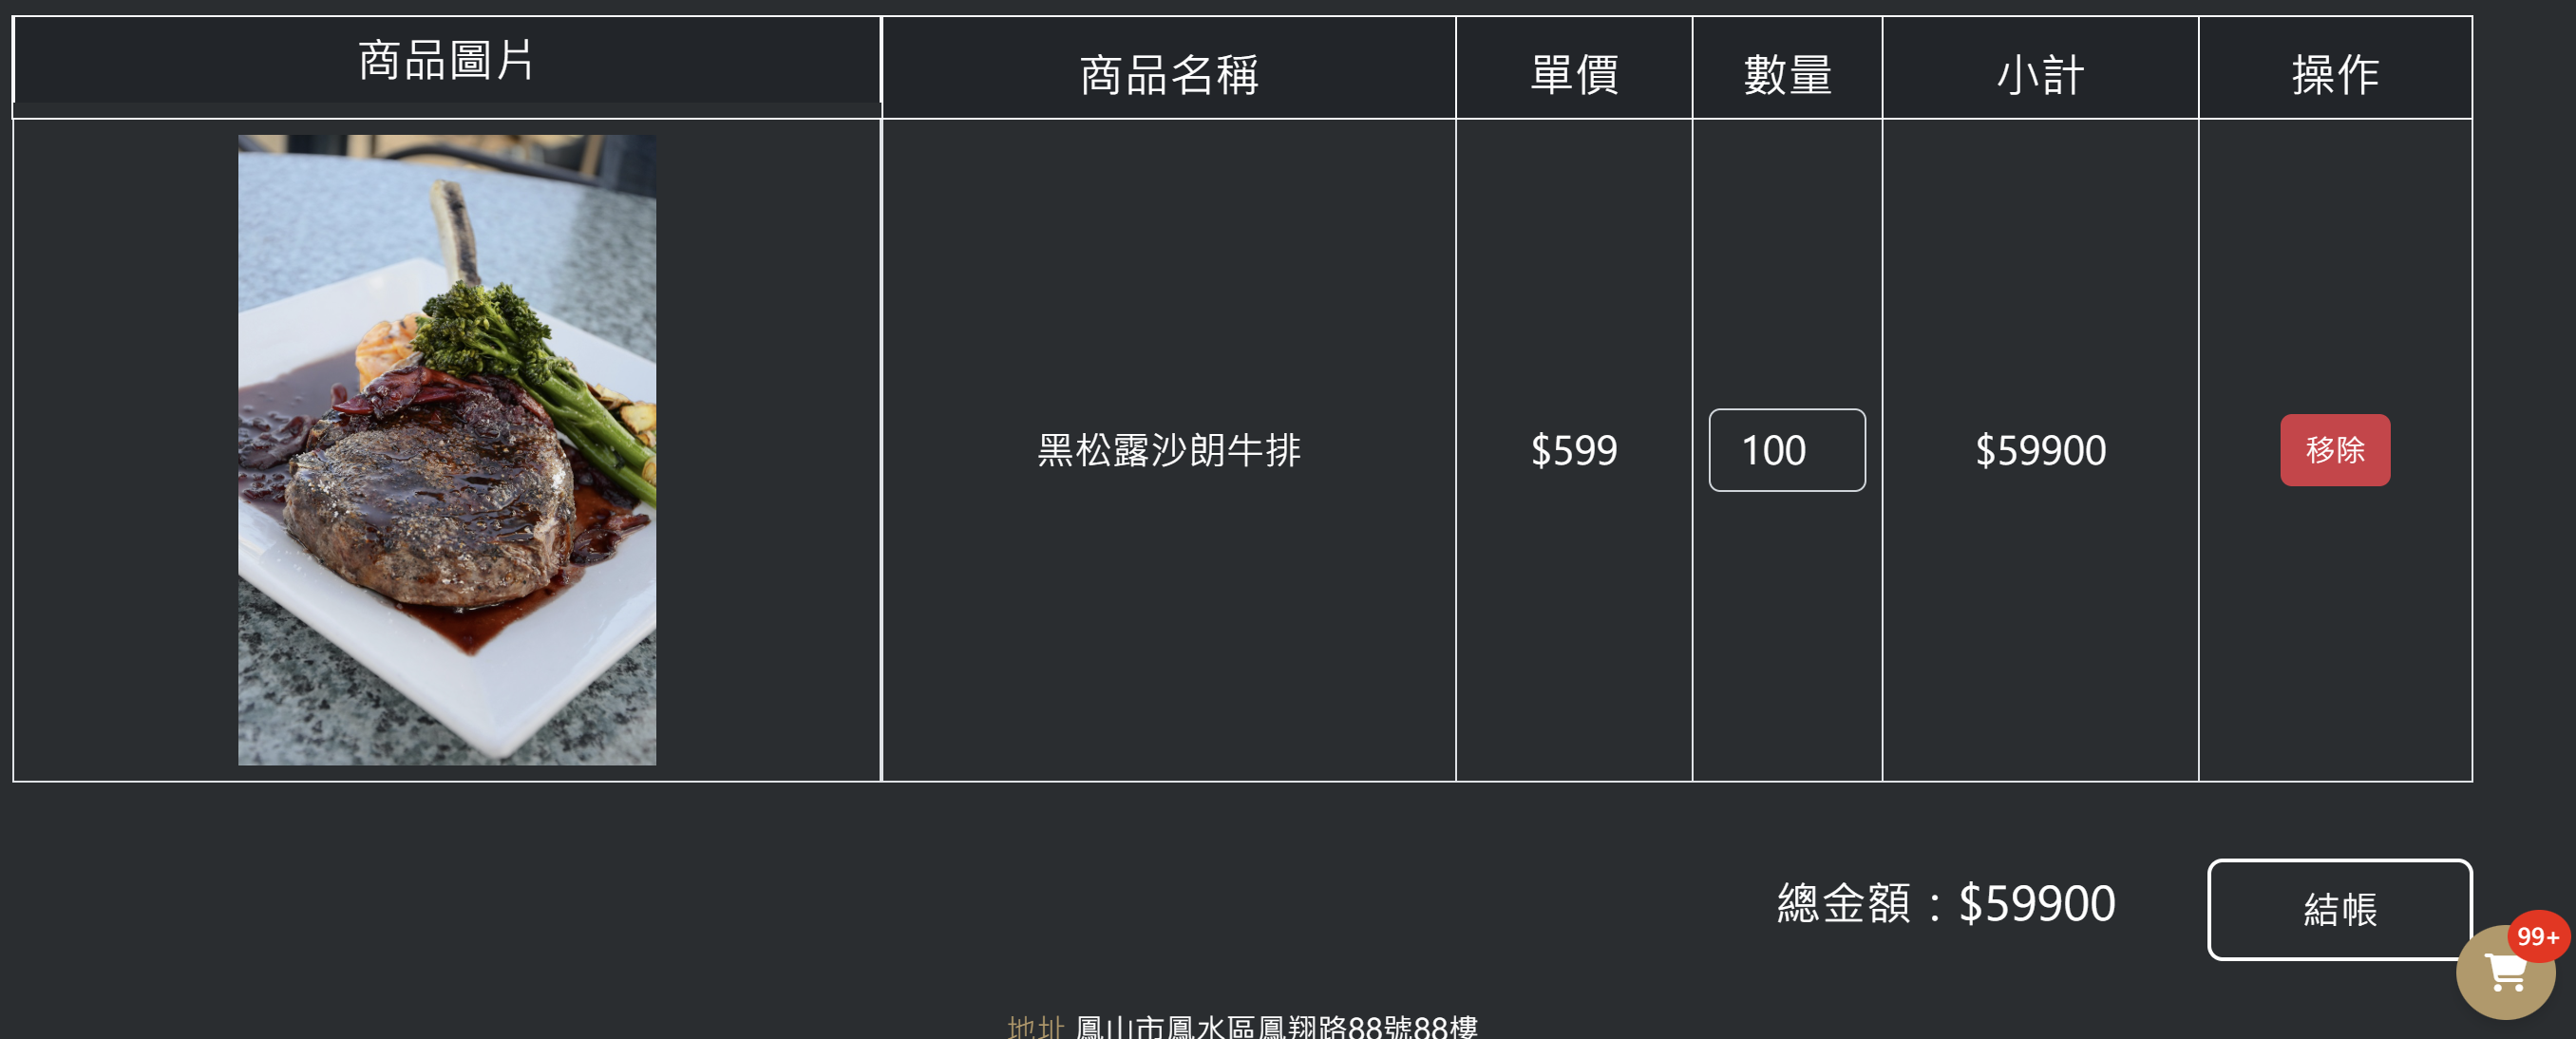 商品圖片 商品名稱 單價 數量 小計 操作
黑松露沙朗牛排 $599 100 $59900 移除
總金額：$59900 結帳
99+
地址 鳳山市鳳水區鳳翔路88號88樓